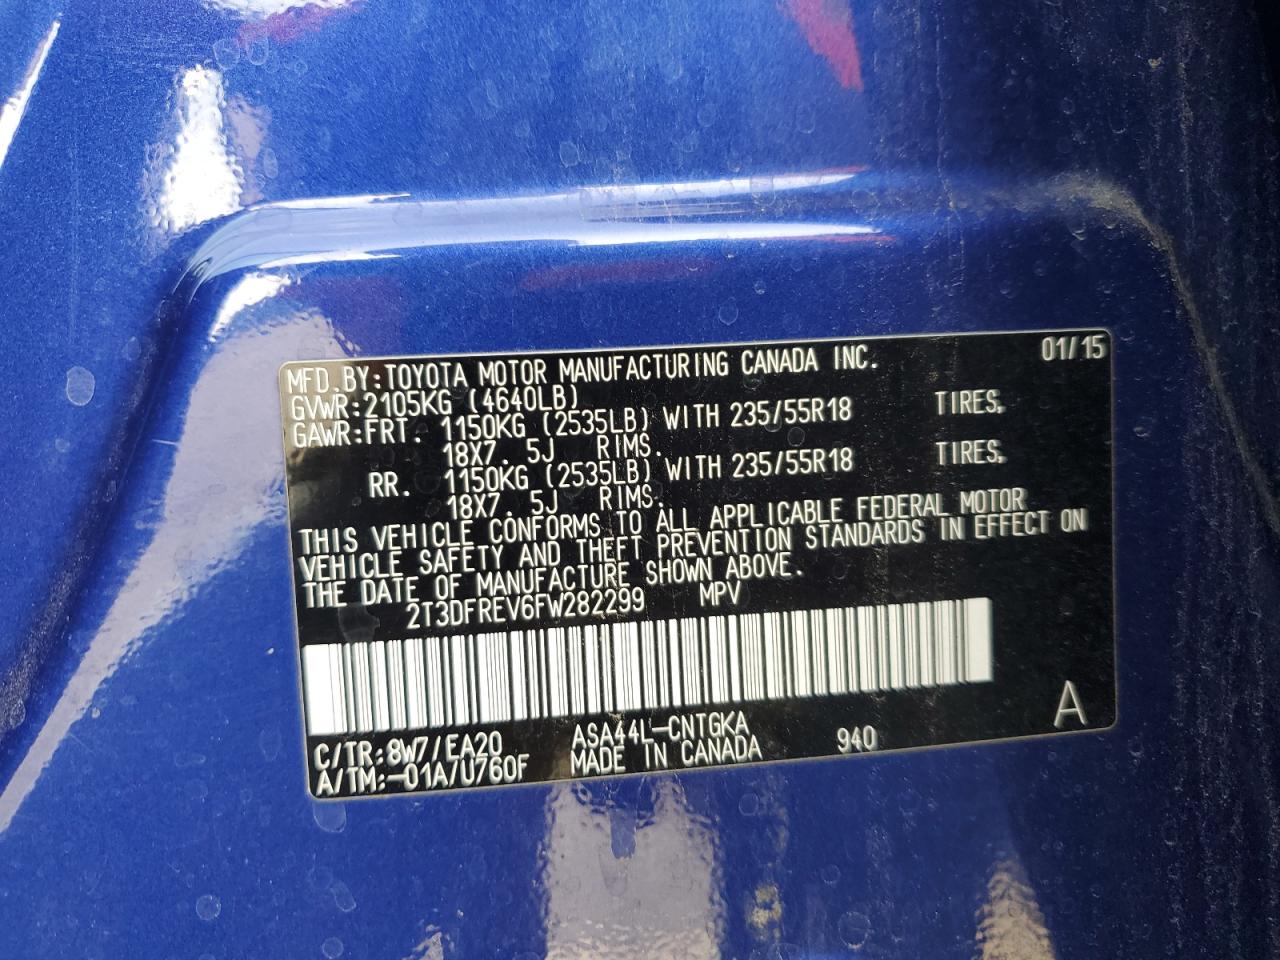 MFD.BY:TOYOTA MOTOR MANUFACTURING CANADA INC. 01/15
GVWR:2105KG (4640LB)
GAWR:FRT. 1150KG (2535LB) WITH 235/55R18 TIRES,
18X7. 5J RIMS.
RR. 1150KG (2535LB) WITH 235/55R18 TIRES,
18X7. 5J RIMS.
THIS VEHICLE CONFORMS TO ALL APPLICABLE FEDERAL MOTOR
VEHICLE SAFETY AND THEFT PREVENTION STANDARDS IN EFFECT ON
THE DATE OF MANUFACTURE SHOWN ABOVE.
2T3DFREV6FW282299 MPV
C/TR:8W7/EA20 ASA44L-CNTGKA 940 A
A/TM:-01A/U760F MADE IN CANADA